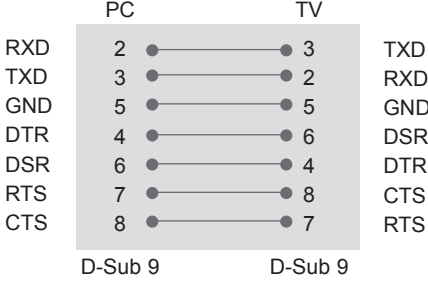 PC TV
RXD 2 3 TXD
TXD 3 2 RXD
GND 5 5 GND
DTR 4 6 DSR
DSR 6 4 DTR
RTS 7 8 CTS
CTS 8 7 RTS
D-Sub 9 D-Sub 9